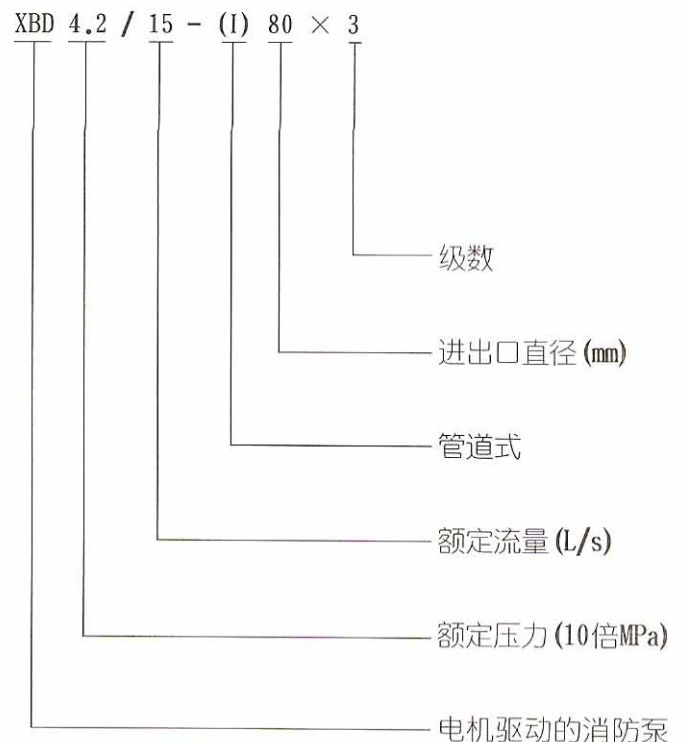 XBD 4.2 / 15 - (I) 80 × 3
级数
进出口直径(mm)
管道式
额定流量(L/s)
额定压力(10倍MPa)
电机驱动的消防泵